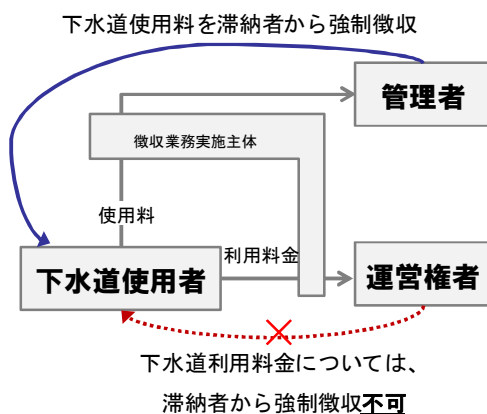 下水道使用料を滞納者から強制徴収
管理者
徴収業務実施主体
使用料
利用料金
下水道使用者
運営権者
下水道利用料金については、
滞納者から強制徴収不可